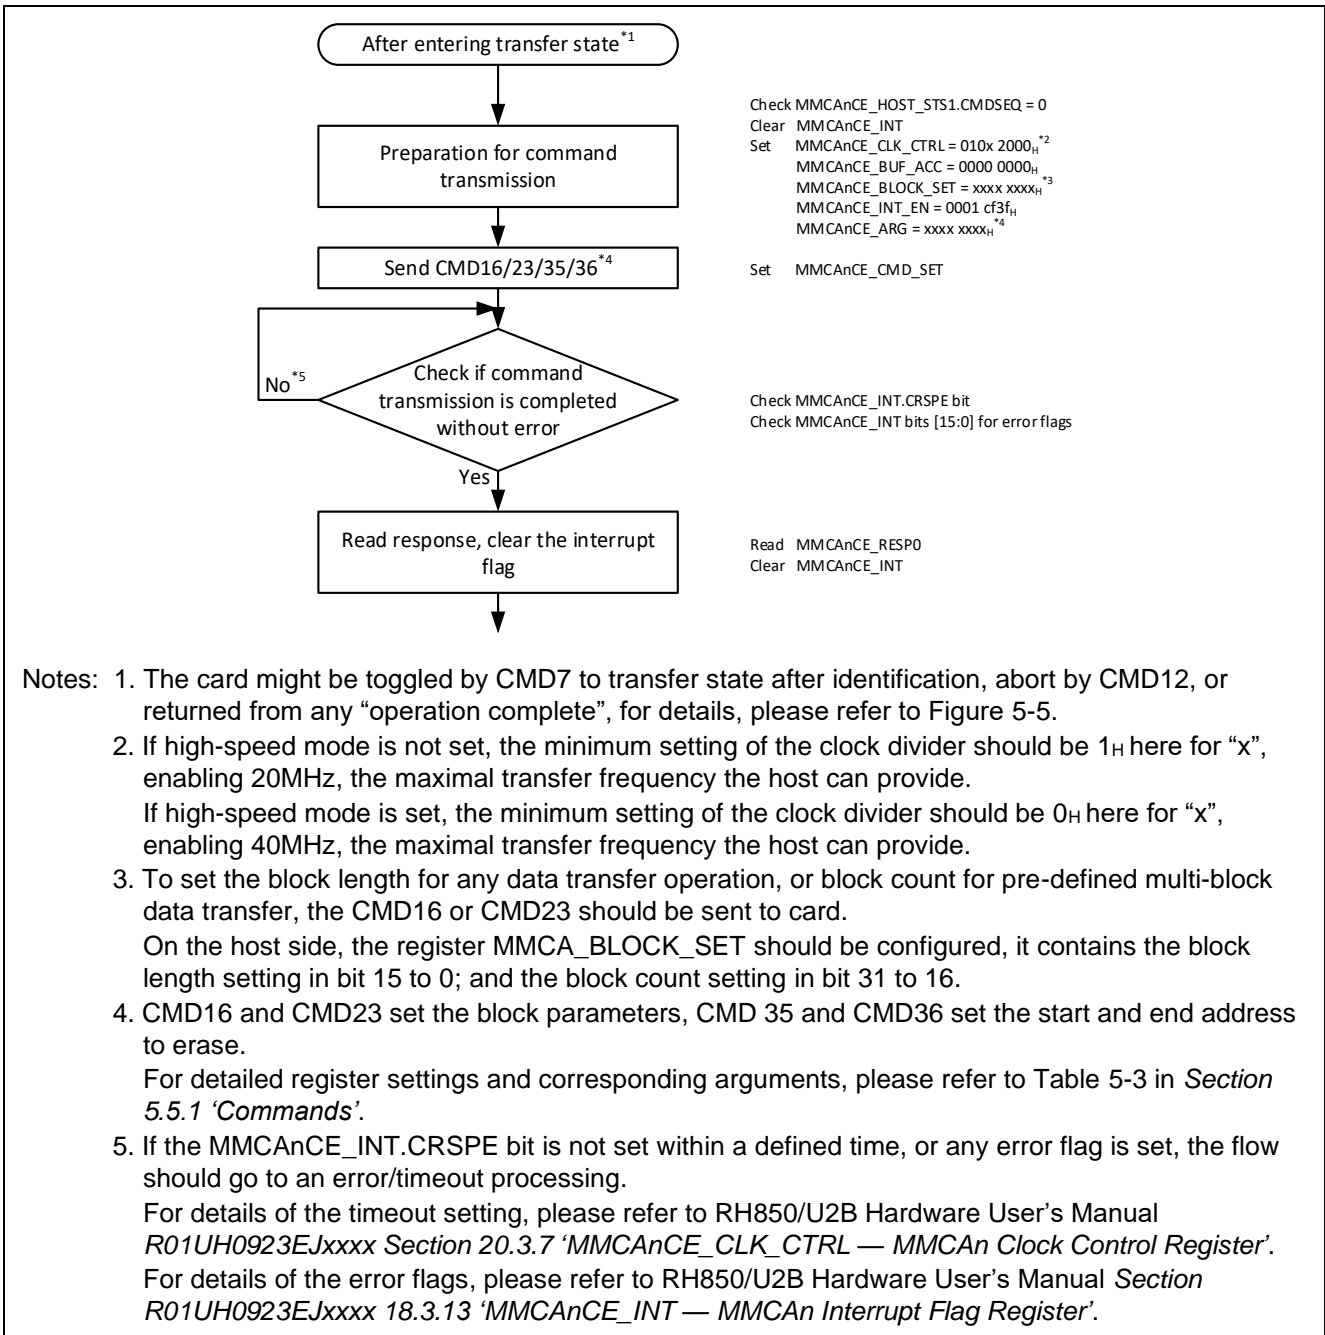 After entering transfer state*1
Preparation for command
transmission
Check MMCAnCE_HOST_STS1.CMDSEQ = 0
Clear MMCAnCE_INT
Set MMCAnCE_CLK_CTRL = 010x 2000H*2
MMCAnCE_BUF_ACC = 0000 0000H
MMCAnCE_BLOCK_SET = xxxx xxxxH*3
MMCAnCE_INT_EN = 0001 cf3fH
MMCAnCE_ARG = xxxx xxxxH*4
Send CMD16/23/35/36*4
Set MMCAnCE_CMD_SET
No*5
Check if command
transmission is completed
without error
Check MMCAnCE_INT.CRSPE bit
Check MMCAnCE_INT bits [15:0] for error flags
Yes
Read response, clear the interrupt
flag
Read MMCAnCE_RESP0
Clear MMCAnCE_INT
Notes: 1. The card might be toggled by CMD7 to transfer state after identification, abort by CMD12, or
returned from any “operation complete”, for details, please refer to Figure 5-5.
2. If high-speed mode is not set, the minimum setting of the clock divider should be 1H here for “x”,
enabling 20MHz, the maximal transfer frequency the host can provide.
If high-speed mode is set, the minimum setting of the clock divider should be 0H here for “x”,
enabling 40MHz, the maximal transfer frequency the host can provide.
3. To set the block length for any data transfer operation, or block count for pre-defined multi-block
data transfer, the CMD16 or CMD23 should be sent to card.
On the host side, the register MMCA_BLOCK_SET should be configured, it contains the block
length setting in bit 15 to 0; and the block count setting in bit 31 to 16.
4. CMD16 and CMD23 set the block parameters, CMD 35 and CMD36 set the start and end address
to erase.
For detailed register settings and corresponding arguments, please refer to Table 5-3 in Section
5.5.1 ‘Commands’.
5. If the MMCAnCE_INT.CRSPE bit is not set within a defined time, or any error flag is set, the flow
should go to an error/timeout processing.
For details of the timeout setting, please refer to RH850/U2B Hardware User’s Manual
R01UH0923EJxxxx Section 20.3.7 ‘MMCAnCE_CLK_CTRL — MMCAn Clock Control Register’.
For details of the error flags, please refer to RH850/U2B Hardware User’s Manual Section
R01UH0923EJxxxx 18.3.13 ‘MMCAnCE_INT — MMCAn Interrupt Flag Register’.